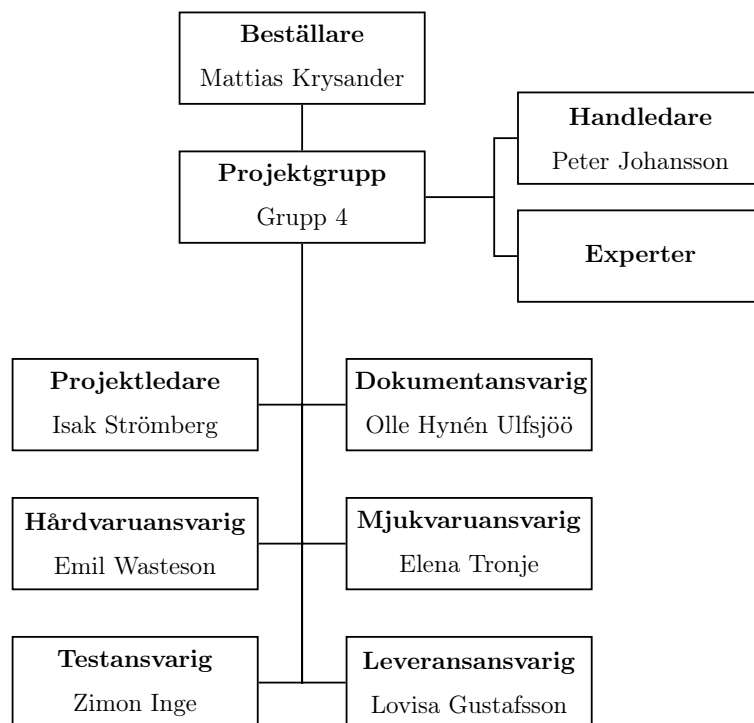 Beställare
Mattias Krysander
Handledare
Peter Johansson
Projektgrupp
Grupp 4
Experter
Projektledare
Isak Strömberg
Dokumentansvarig
Olle Hynén Ulfsjöö
Hårdvaruansvarig
Emil Wasteson
Mjukvaruansvarig
Elena Tronje
Testansvarig
Zimon Inge
Leveransansvarig
Lovisa Gustafsson